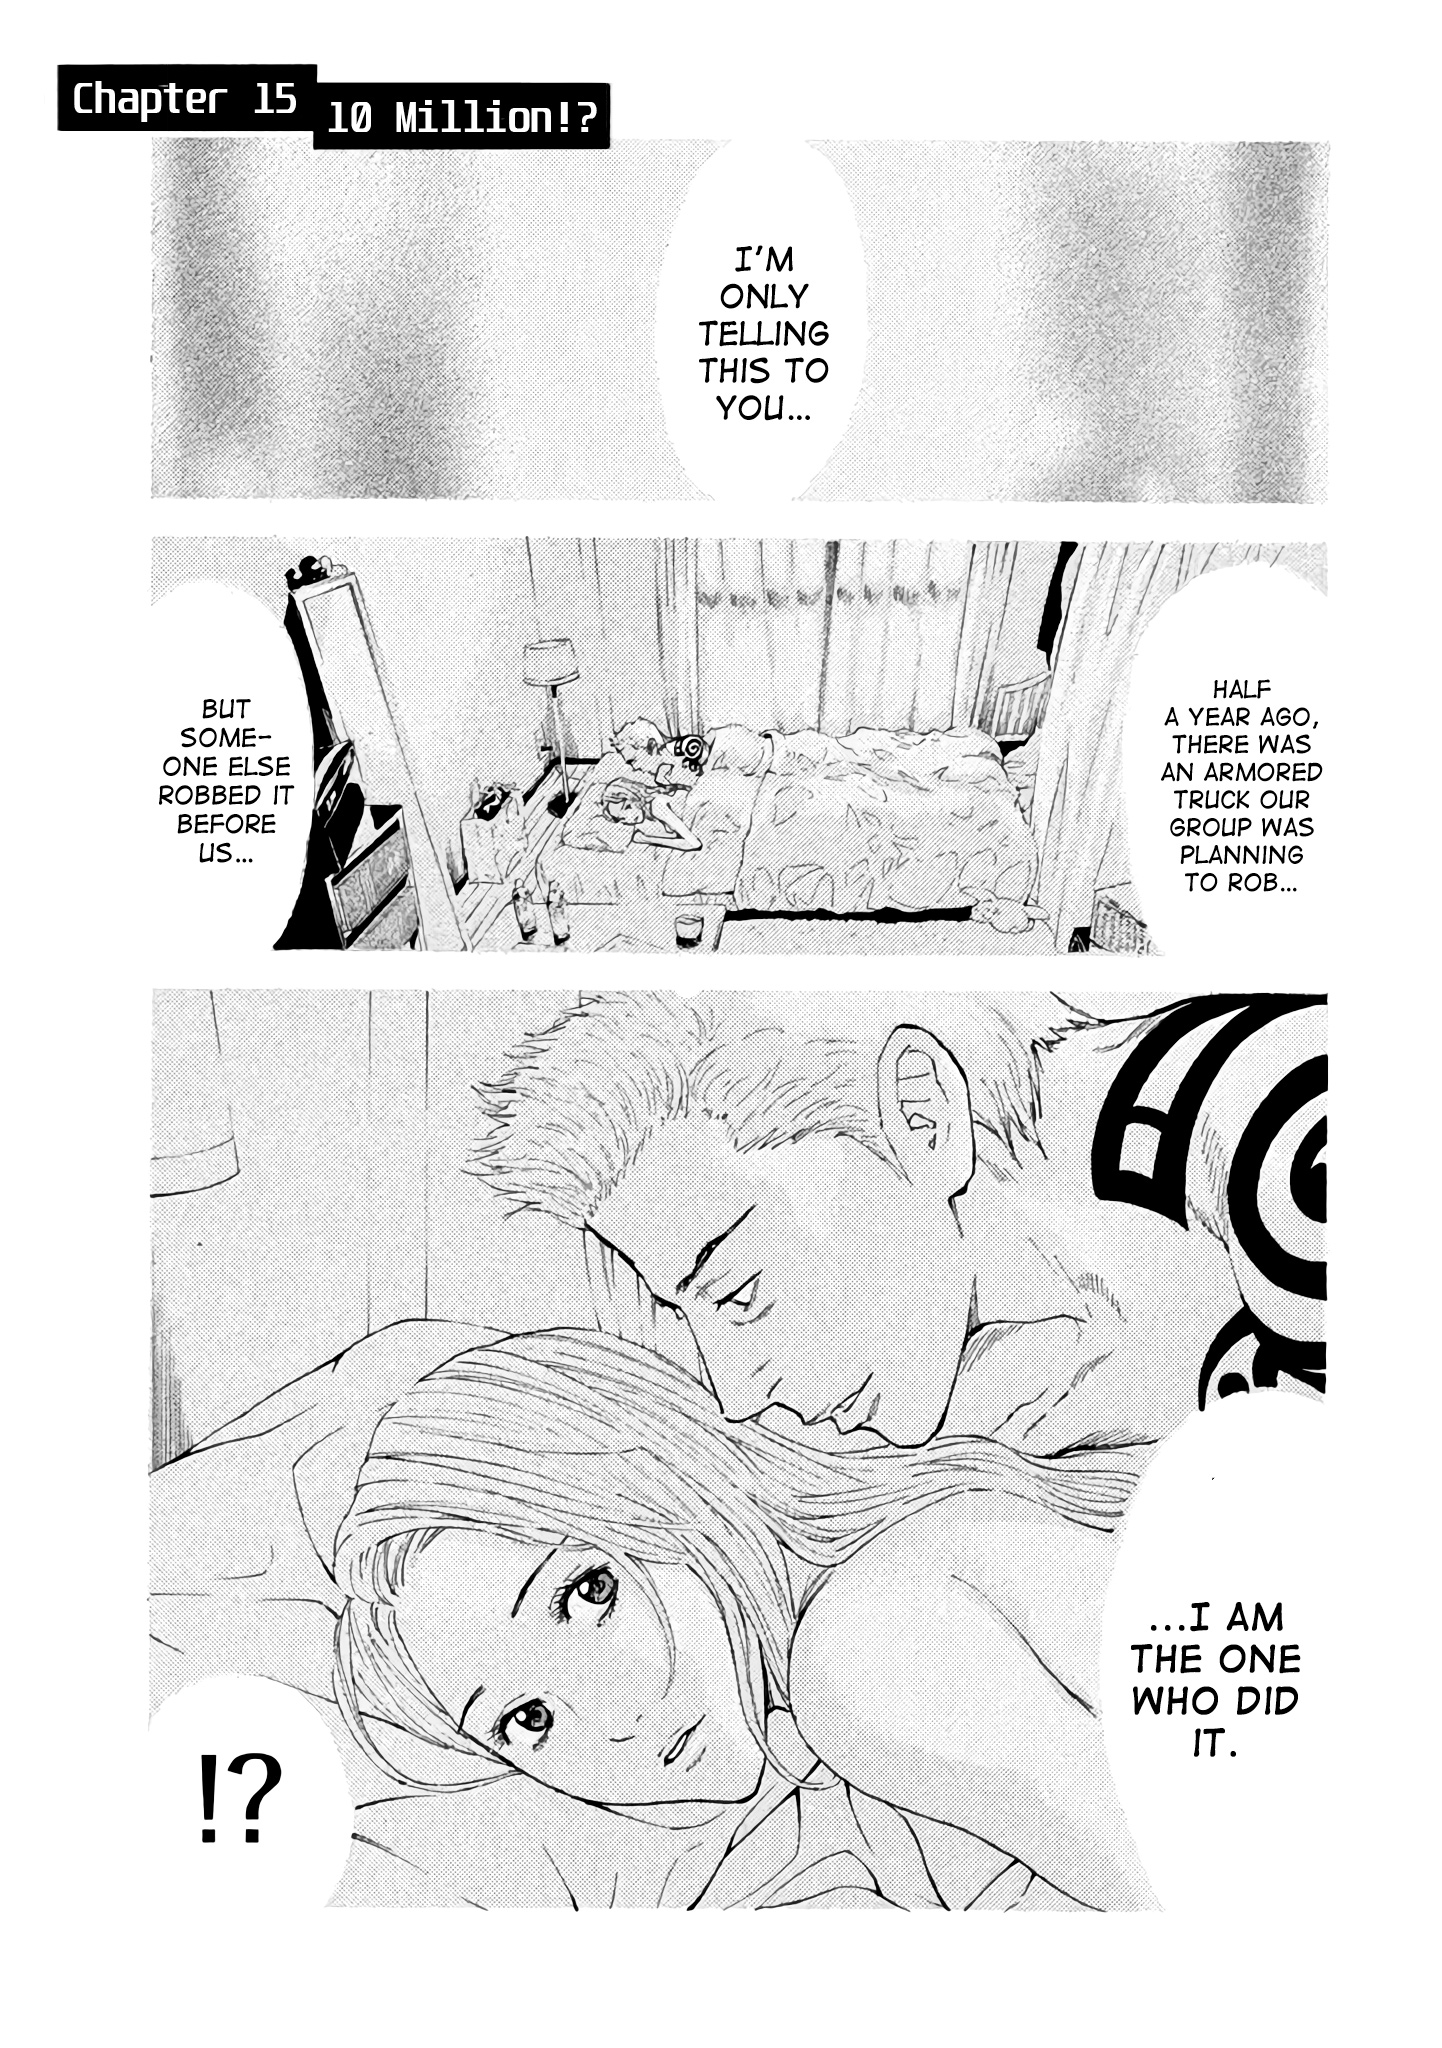 Chapter 15
10 Million!?
I'M
ONLY
TELLING
THIS TO
YOU...
HALF
A YEAR AGO,
THERE WAS
AN ARMORED
TRUCK OUR
GROUP WAS
PLANNING
TO ROB...
BUT
SOME-
ONE ELSE
ROBBED IT
BEFORE
US...
...I AM
THE ONE
WHO DID
IT.
!?